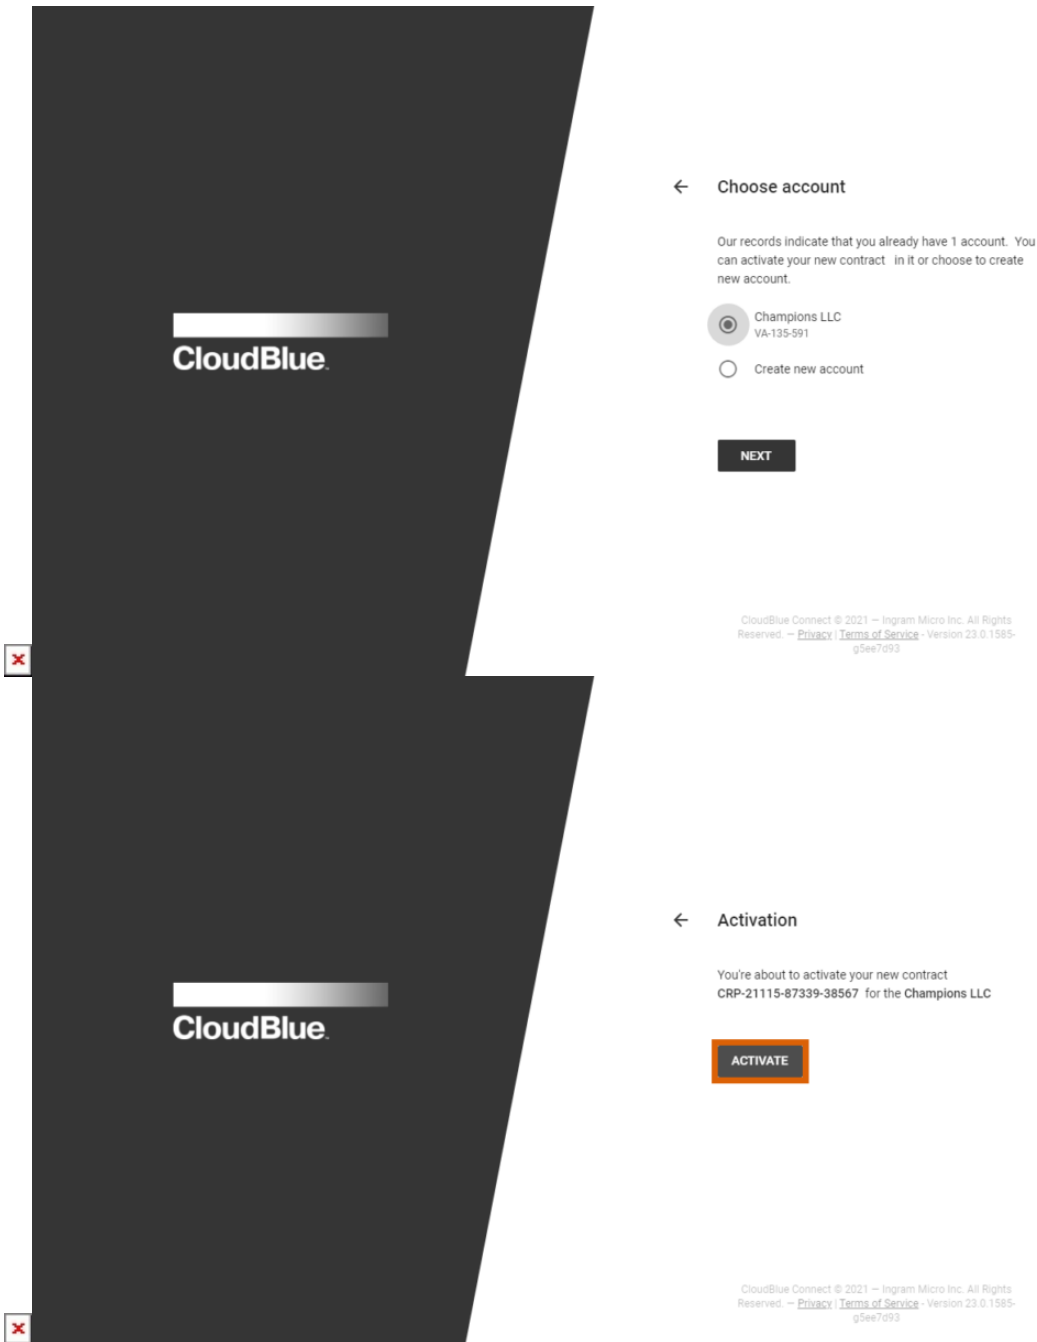 Choose account
Our records indicate that you already have 1 account. You
can activate your new contract in it or choose to create
new account.
CloudBlue™
Champions LLC
VA-135-591
Create new account
NEXT
CloudBlue Connect © 2021 — Ingram Micro Inc. All Rights
Reserved. — Privacy | Terms of Service - Version 23.0.1585-
g5ee7d93
Activation
You're about to activate your new contract
CRP-21115-87339-38567 for the Champions LLC
CloudBlue™
ACTIVATE
CloudBlue Connect © 2021 — Ingram Micro Inc. All Rights
Reserved. — Privacy | Terms of Service - Version 23.0.1585-
g5ee7d93